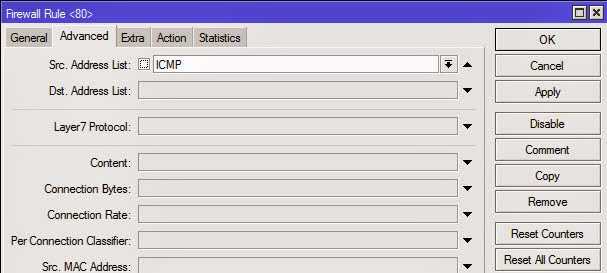 Firewall Rule <80>
General Advanced Extra Action Statistics
Src. Address List: ICMP
Dst. Address List:
Layer7 Protocol:
Content:
Connection Bytes:
Connection Rate:
Per Connection Classifier:
Src. MAC Address:
OK
Cancel
Apply
Disable
Comment
Copy
Remove
Reset Counters
Reset All Counters